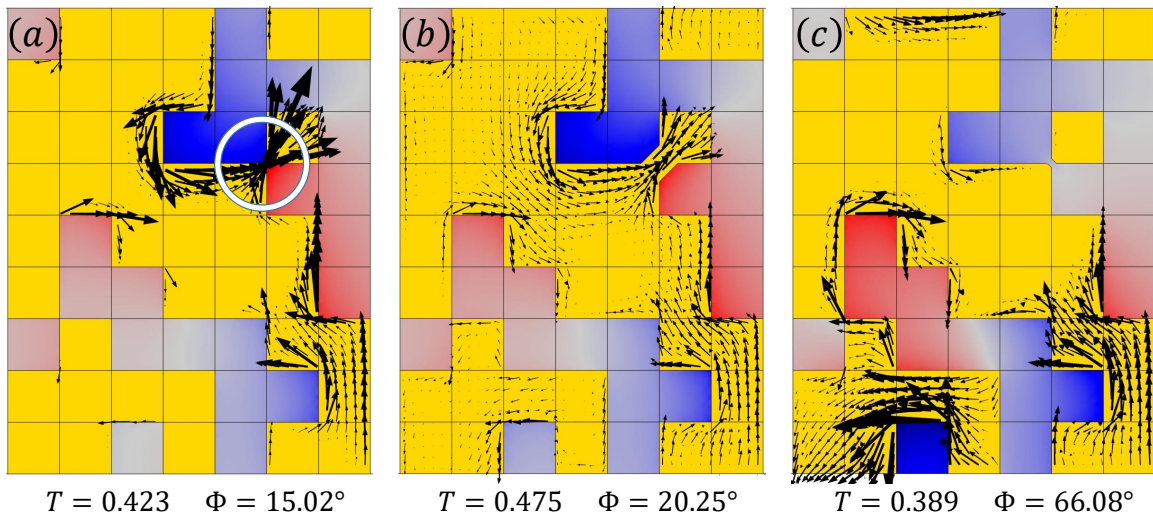 (a) (b) (c)
T = 0.423 Φ = 15.02° T = 0.475 Φ = 20.25° T = 0.389 Φ = 66.08°